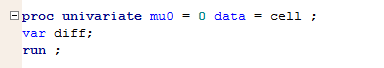 proc univariate mu0 = 0 data = cell ;
var diff;
run ;